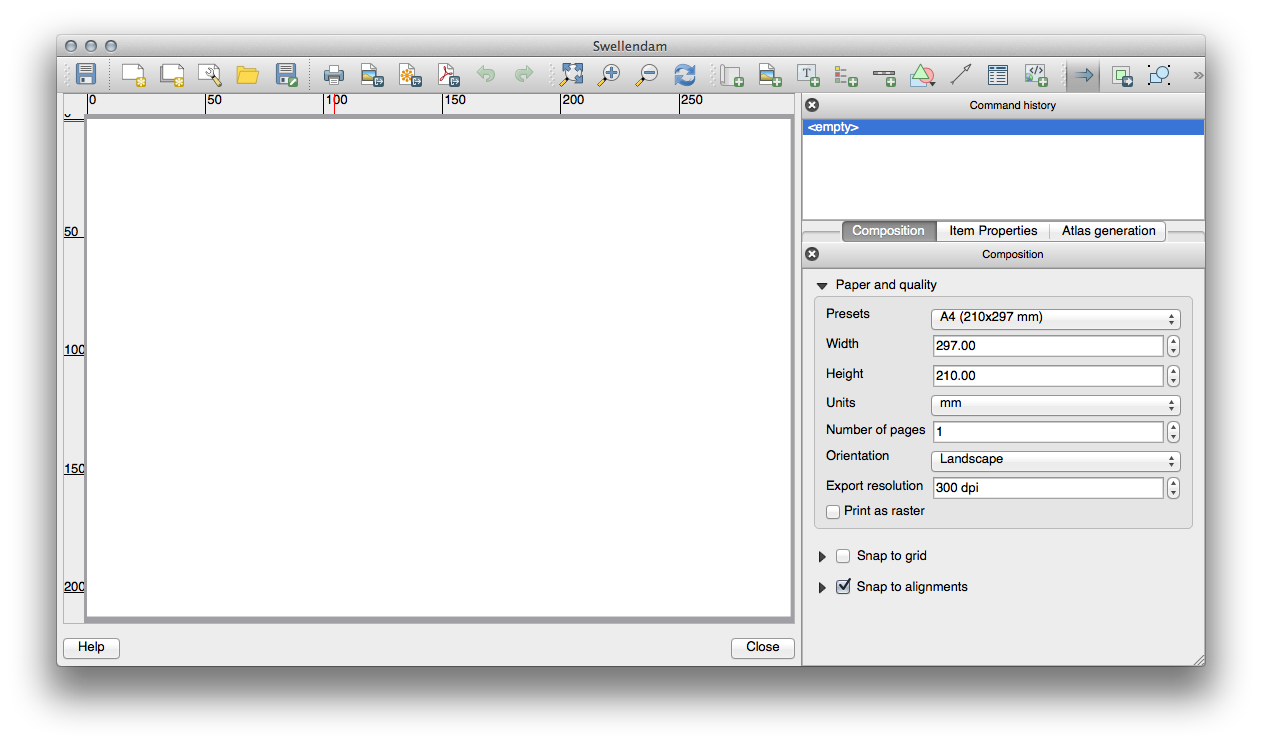 Swellendam
0 50 100 150 200 250
Command history
<empty>
50
100
150
200
Composition Item Properties Atlas generation
Composition
Paper and quality
Presets A4 (210x297 mm)
Width 297.00
Height 210.00
Units mm
Number of pages 1
Orientation Landscape
Export resolution 300 dpi
Print as raster
Snap to grid
Snap to alignments
Help Close